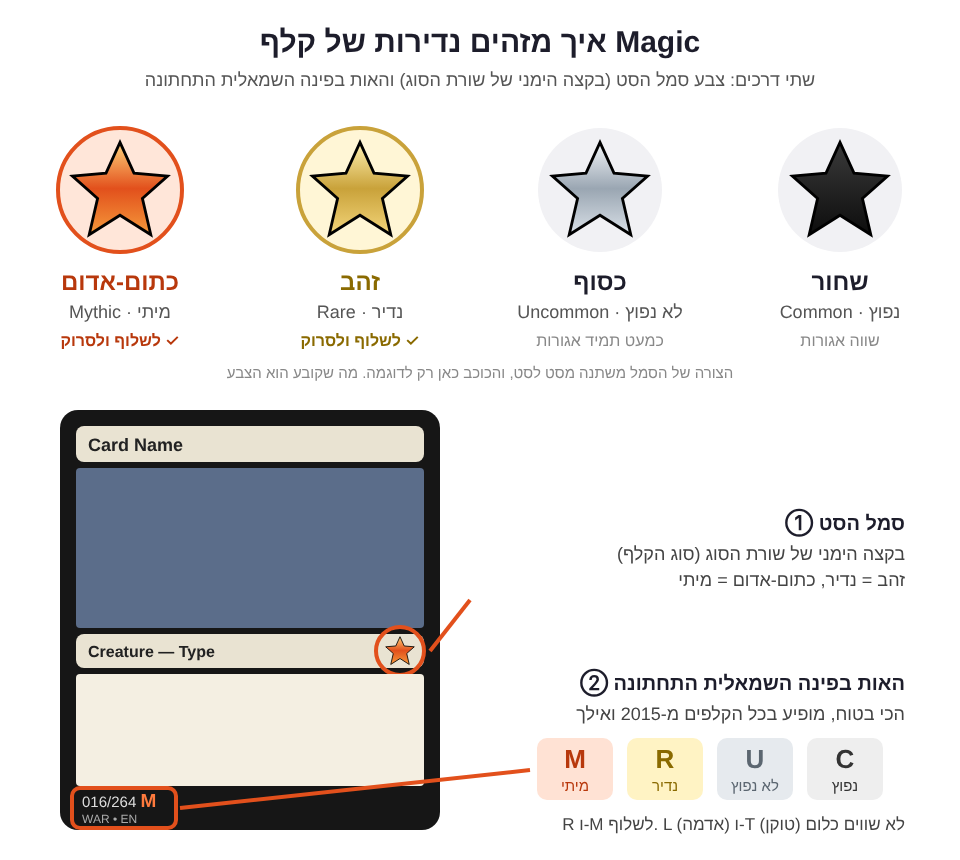 איך מזהים נדירות של קלף Magic
שתי דרכים: צבע סמל הסט (בקצה הימני של שורת הסוג) והאות בפינה השמאלית התחתונה
שחור
נפוץ · Common
שווה אגורות
כסוף
לא נפוץ · Uncommon
כמעט תמיד אגורות
זהב
נדיר · Rare
✓ לשלוף ולסרוק
כתום-אדום
מיתי · Mythic
✓ לשלוף ולסרוק
הצורה של הסמל משתנה מסט לסט, והכוכב כאן רק לדוגמה. מה שקובע הוא הצבע
Card Name
Creature — Type
016/264 M
WAR • EN
סמל הסט ①
בקצה הימני של שורת הסוג (סוג הקלף)
זהב = נדיר, כתום-אדום = מיתי
האות בפינה השמאלית התחתונה ②
הכי בטוח, מופיע בכל הקלפים מ-2015 ואילך
C
נפוץ
U
לא נפוץ
R
נדיר
M
מיתי
לא שווים כלום (טוקן) T-ו (אדמה) L .לשלוף M-ו R